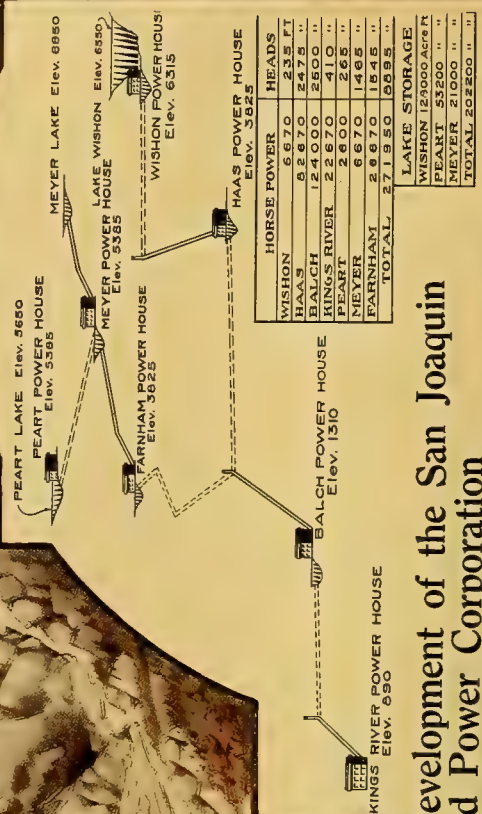 PEART LAKE Elev. 5650
PEART POWER HOUSE
Elev. 5385
MEYER LAKE Elev. 6850
LAKE WISHON Elev. 6550
MEYER POWER HOUSE
Elev. 5385
WISHON POWER HOUS
Elev. 6315
FARNHAM POWER HOUSE
Elev. 3825
HAAS POWER HOUSE
Elev. 3825
BALCH POWER HOUSE
Elev. 1310
KINGS RIVER POWER HOUSE
Elev. 890
HORSE POWER HEADS
WISHON 6670 235 FT
HAAS 82670 2475 "
BALCH 124000 2500 "
KINGS RIVER 22670 410 "
PEART 2600 265 "
MEYER 6670 1465 "
FARNHAM 26670 1545 "
TOTAL 271950 8895 "
LAKE STORAGE
WISHON 128000 Acre Ft
PEART 53200 " "
MEYER 21000 " "
TOTAL 202200 " "
evelopment of the San Joaquin
d Power Corporation